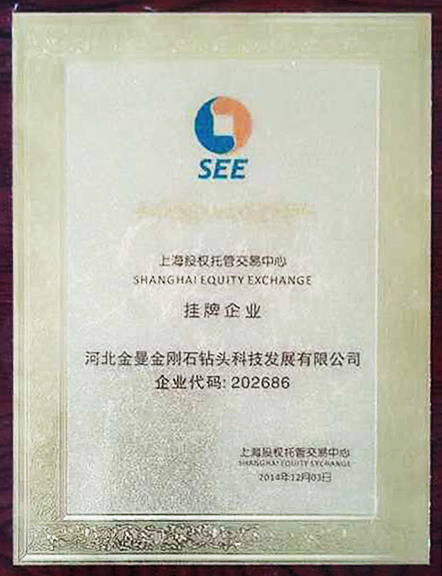 SEE
上海股权托管交易中心
SHANGHAI EQUITY EXCHANGE
挂牌企业
河北金曼金刚石钻头科技发展有限公司
企业代码: 202686
上海股权托管交易中心
SHANGHAI EQUITY EXCHANGE
2014年12月03日